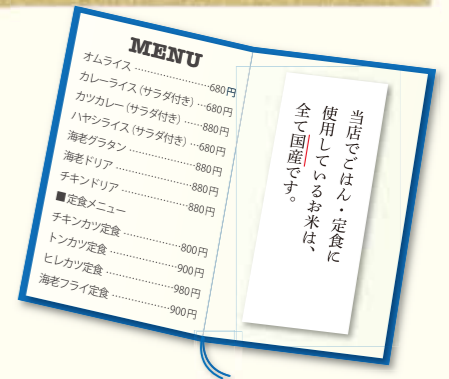 MENU
オムライス …………………680円
カレーライス（サラダ付き）…680円
カツカレー（サラダ付き）……880円
ハヤシライス（サラダ付き）…680円
海老グラタン …………………880円
海老ドリア ……………………880円
チキンドリア …………………880円
■定食メニュー
チキンカツ定食 ………………800円
トンカツ定食 …………………900円
ヒレカツ定食 …………………980円
海老フライ定食 ………………900円
当店でごはん・定食に
使用しているお米は、
全て国産です。